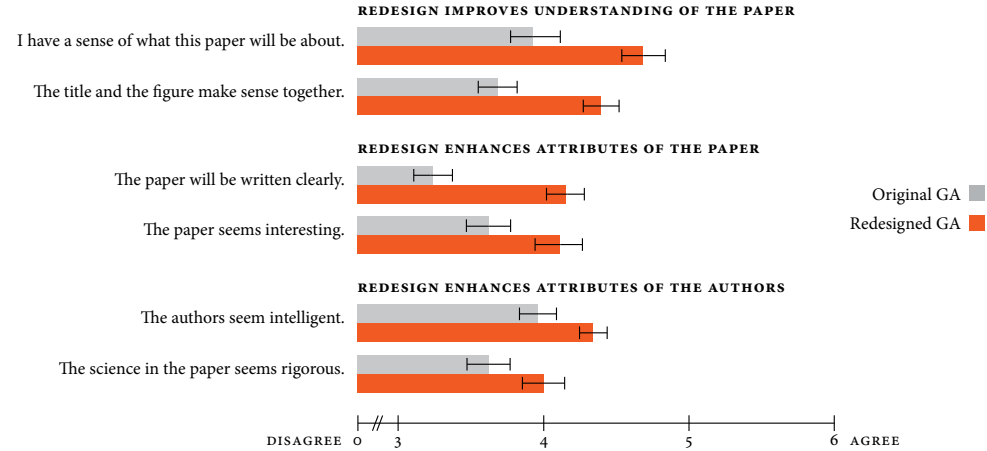 REDESIGN IMPROVES UNDERSTANDING OF THE PAPER
I have a sense of what this paper will be about.
The title and the figure make sense together.
REDESIGN ENHANCES ATTRIBUTES OF THE PAPER
The paper will be written clearly.
The paper seems interesting.
Original GA
Redesigned GA
REDESIGN ENHANCES ATTRIBUTES OF THE AUTHORS
The authors seem intelligent.
The science in the paper seems rigorous.
DISAGREE 0 3 4 5 6 AGREE